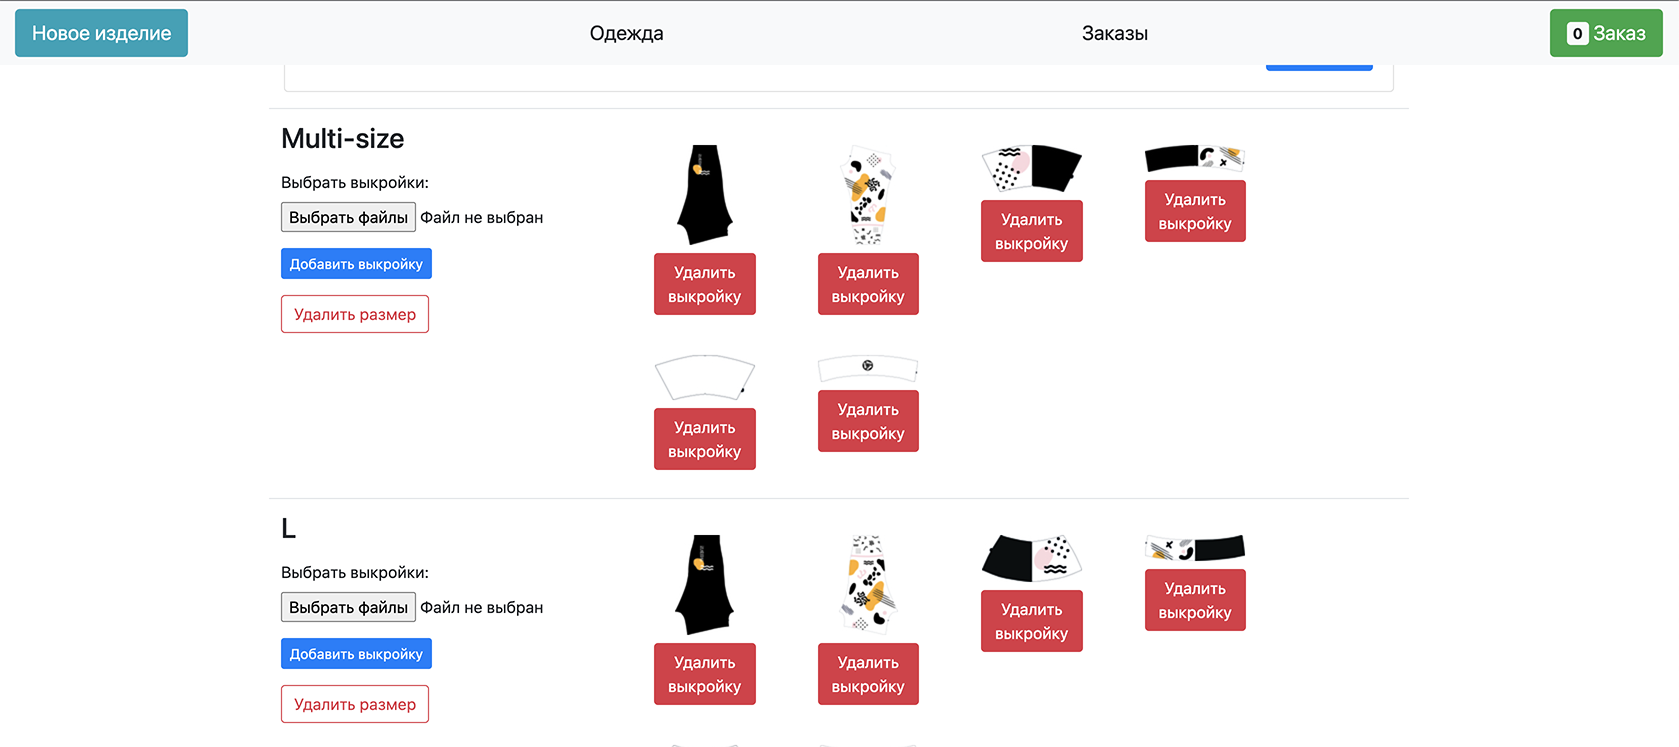 Новое изделие
Одежда
Заказы
0 Заказ
Multi-size
Выбрать выкройки:
Выбрать файлы Файл не выбран
Добавить выкройку
Удалить размер
Удалить
выкройку
Удалить
выкройку
Удалить
выкройку
Удалить
выкройку
Удалить
выкройку
Удалить
выкройку
L
Выбрать выкройки:
Выбрать файлы Файл не выбран
Добавить выкройку
Удалить размер
Удалить
выкройку
Удалить
выкройку
Удалить
выкройку
Удалить
выкройку